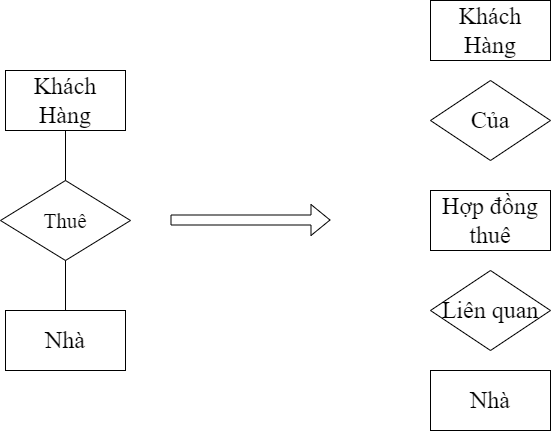 Khách
Hàng
Thuê
Nhà
Khách
Hàng
Của
Hợp đồng
thuê
Liên quan
Nhà